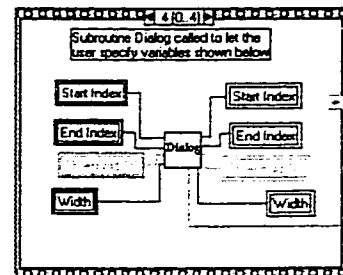 4 [0..4]
Subroutine Dialog called to let the
user specify variables shown below
Start Index
Start Index
End Index
End Index
Dialog
Width
Width